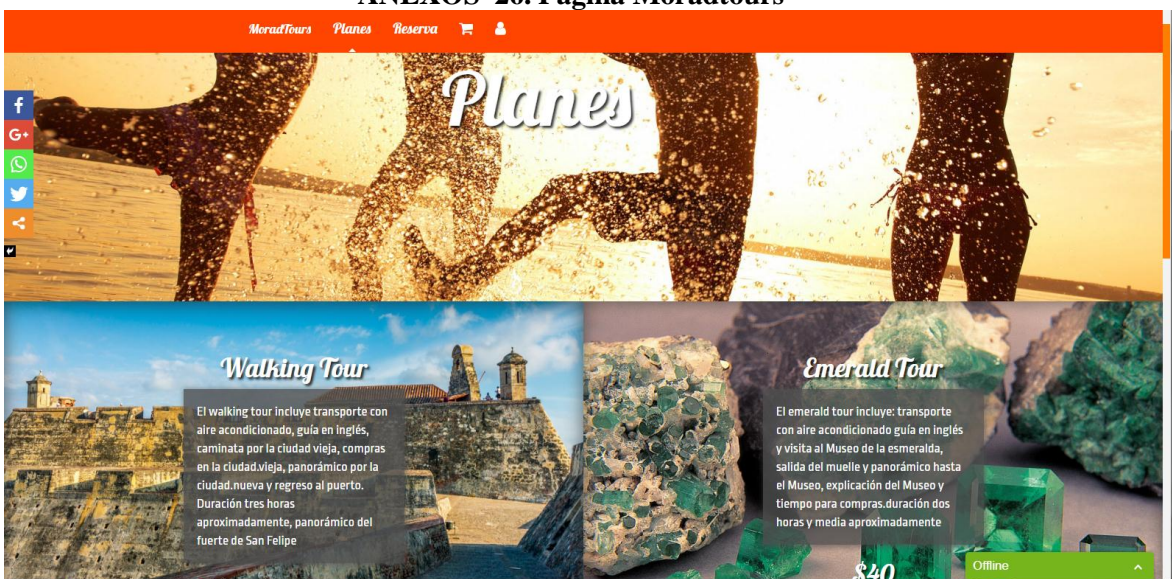 ANEXOS 26. Pagina Moradtours
MoradTours Planes Reserva
Planes
Walking Tour
El walking tour incluye transporte con
aire acondicionado, guía en inglés,
caminata por la ciudad vieja, compras
en la ciudad.vieja, panorámico por la
ciudad.nueva y regreso al puerto.
Duración tres horas
aproximadamente, panorámico del
fuerte de San Felipe
Emerald Tour
El emerald tour incluye: transporte
con aire acondicionado guía en inglés
y visita al Museo de la esmeralda,
salida del muelle y panorámico hasta
el Museo, explicación del Museo y
tiempo para compras.duración dos
horas y media aproximadamente
$40
Offline